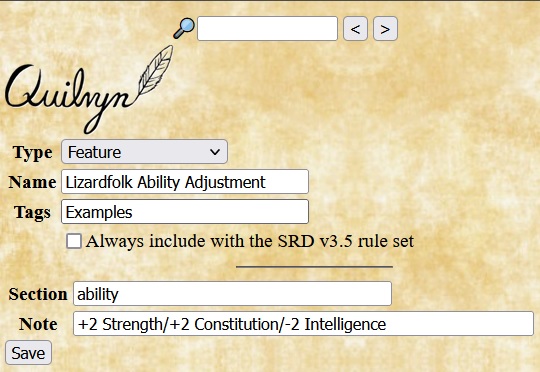 < >
Quilvyn
Type Feature
Name Lizardfolk Ability Adjustment
Tags Examples
Always include with the SRD v3.5 rule set
Section ability
Note +2 Strength/+2 Constitution/-2 Intelligence
Save